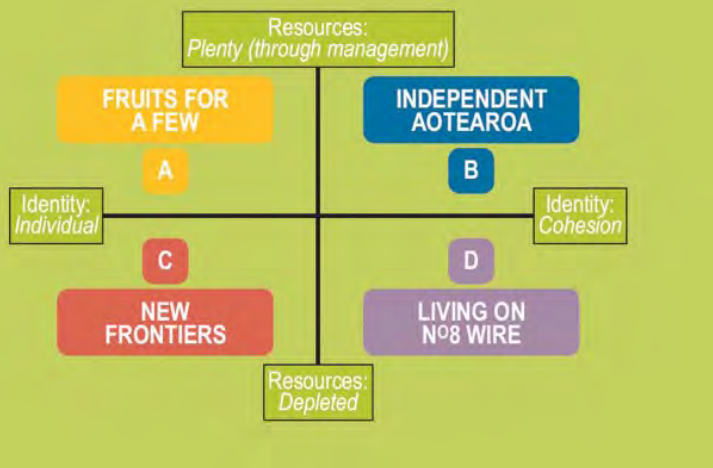 Resources:
Plenty (through management)
FRUITS FOR
A FEW
A
INDEPENDENT
AOTEAROA
B
Identity:
Individual
Identity:
Cohesion
C
NEW
FRONTIERS
D
LIVING ON
Nº8 WIRE
Resources:
Depleted